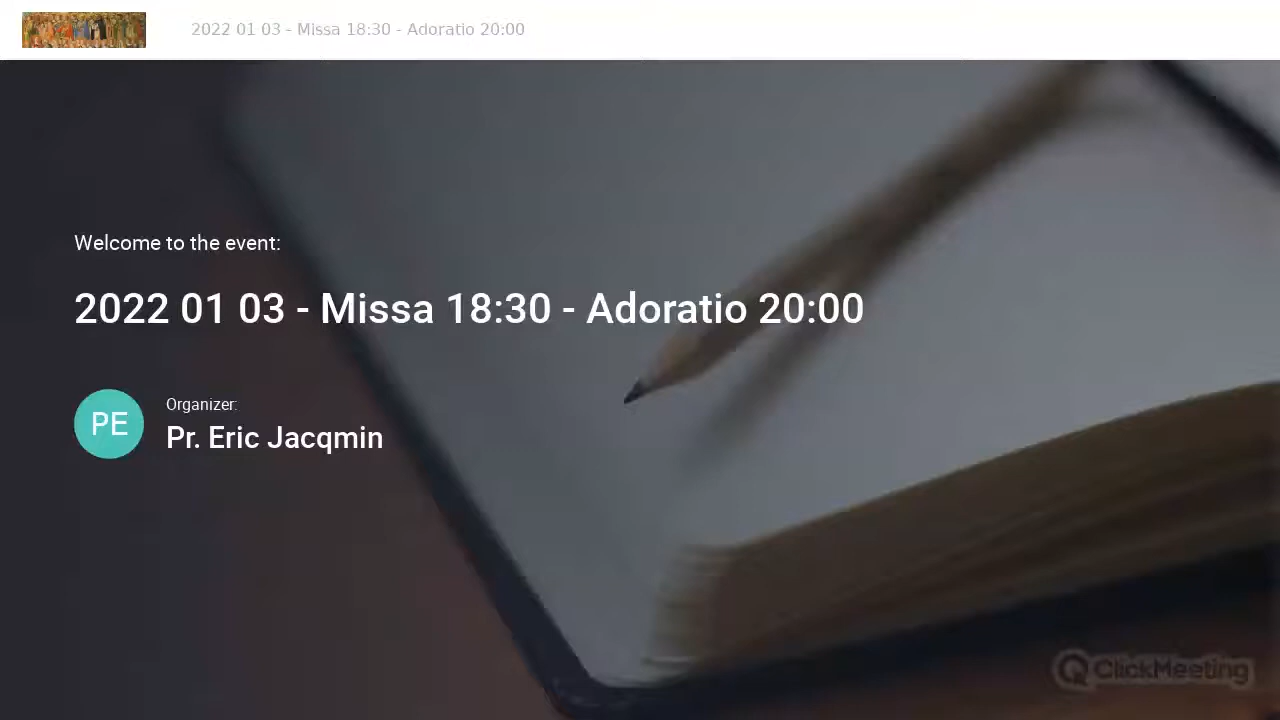 2022 01 03 - Missa 18:30 - Adoratio 20:00
Welcome to the event:
2022 01 03 - Missa 18:30 - Adoratio 20:00
PE
Organizer:
Pr. Eric Jacqmin
ClickMeeting